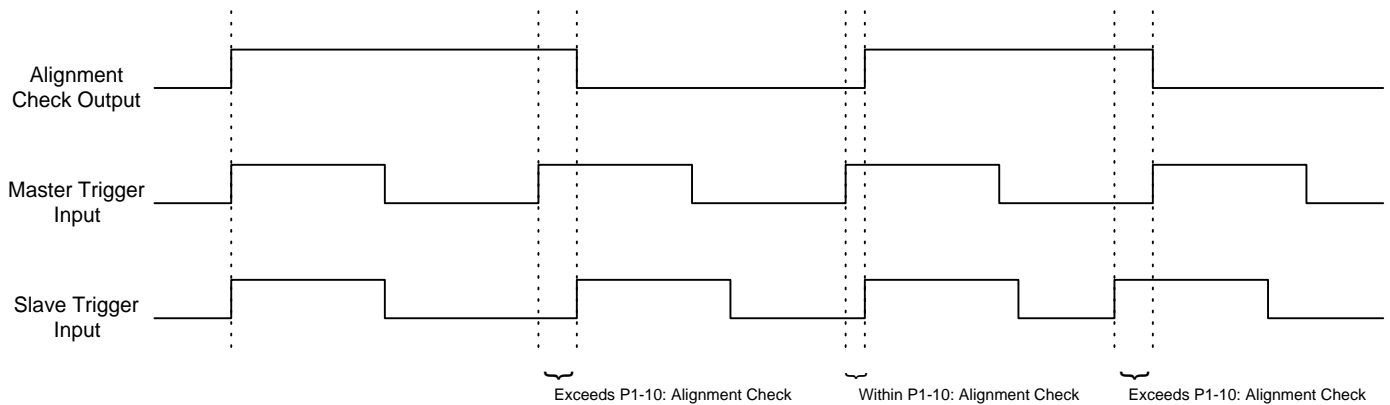 Alignment
Check Output
Master Trigger
Input
Slave Trigger
Input
Exceeds P1-10: Alignment Check
Within P1-10: Alignment Check
Exceeds P1-10: Alignment Check